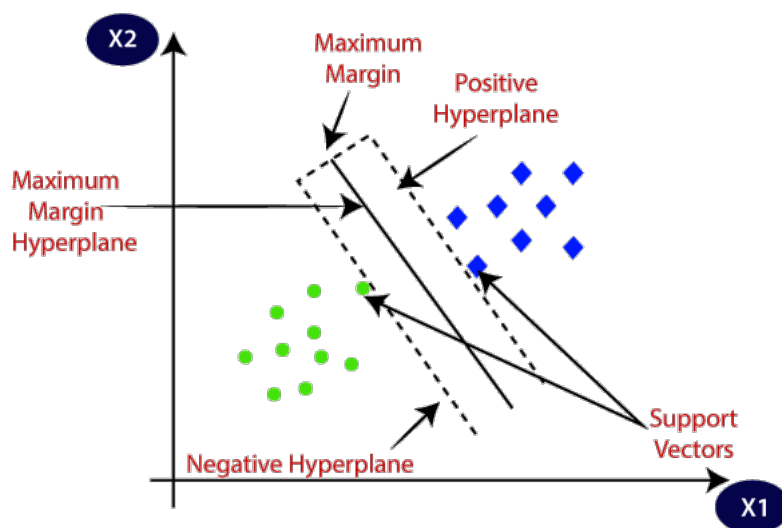 X2
Maximum
Margin
Positive
Hyperplane
Maximum
Margin
Hyperplane
Support
Vectors
Negative Hyperplane
X1